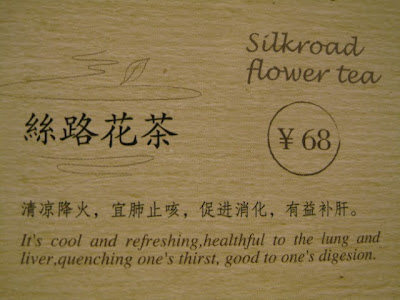 Silkroad
flower tea
絲路花茶
¥ 68
清凉降火，宜肺止咳，促进消化，有益补肝。
It's cool and refreshing,healthful to the lung and
liver,quenching one's thirst, good to one's digesion.